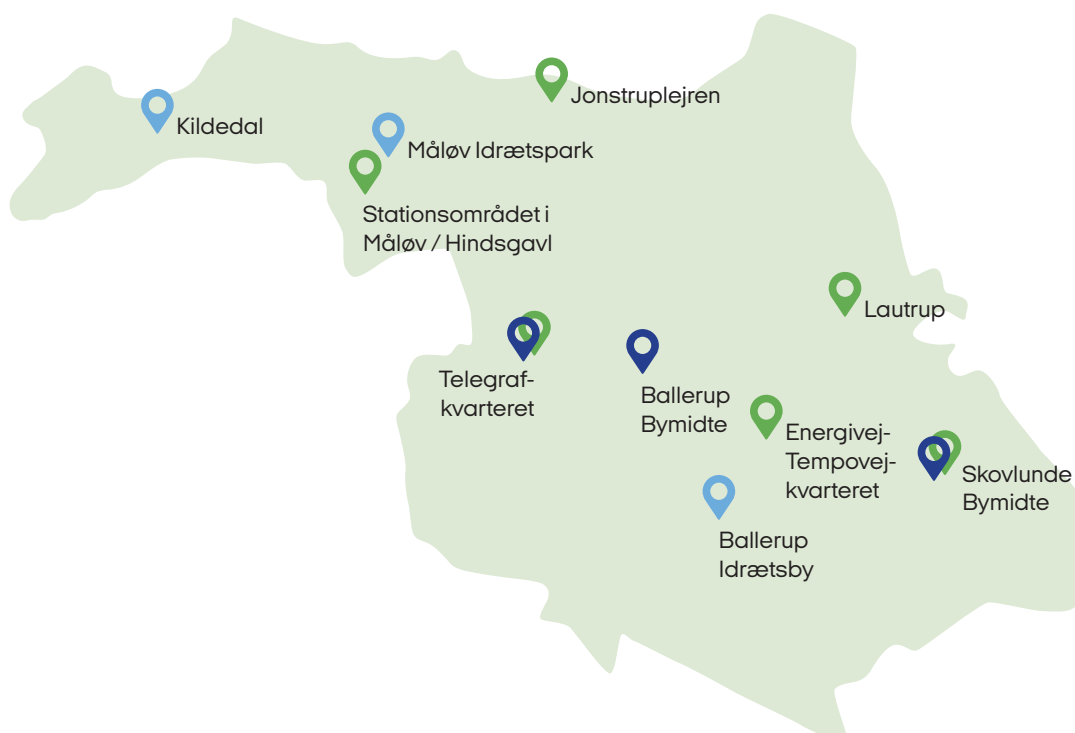 Jonstruplejren
Kildedal
Måløv Idrætspark
Stationsområdet i
Måløv / Hindsgavl
Lautrup
Telegraf-
kvarteret
Ballerup
Bymidte
Energivej-
Tempovej-
kvarteret
Skovlunde
Bymidte
Ballerup
Idrætsby